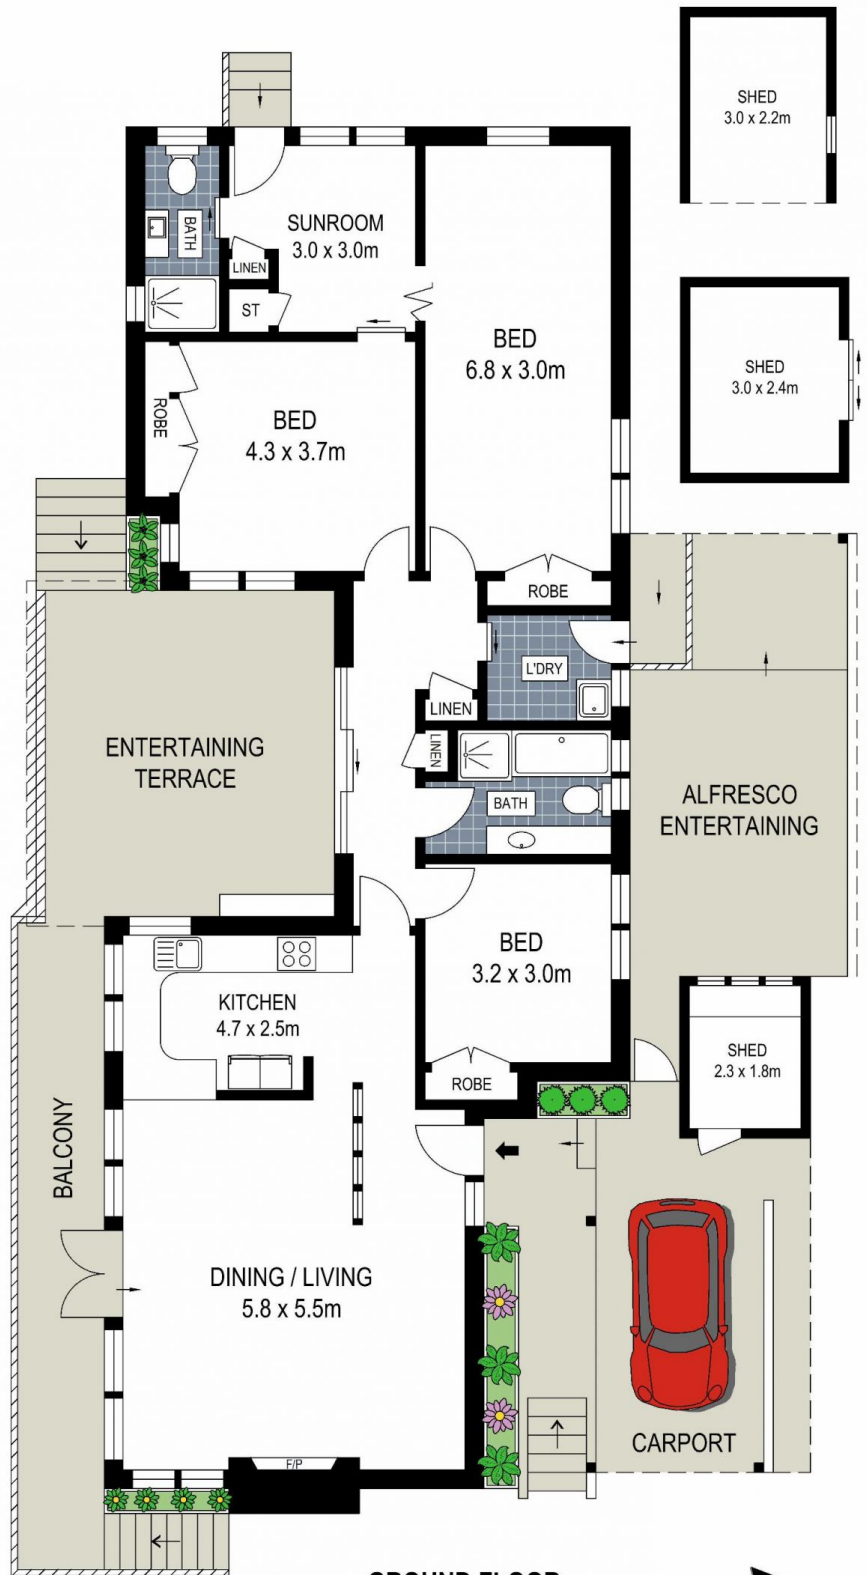 SHED
3.0 x 2.2m
BATH
SUNROOM
3.0 x 3.0m
LINEN
ST
BED
6.8 x 3.0m
SHED
3.0 x 2.4m
ROBE
BED
4.3 x 3.7m
ROBE
L'DRY
LINEN
ENTERTAINING
TERRACE
LINEN
BATH
ALFRESCO
ENTERTAINING
BED
3.2 x 3.0m
KITCHEN
4.7 x 2.5m
SHED
2.3 x 1.8m
ROBE
BALCONY
DINING / LIVING
5.8 x 5.5m
CARPORT
F/P
GROUND FLOOR